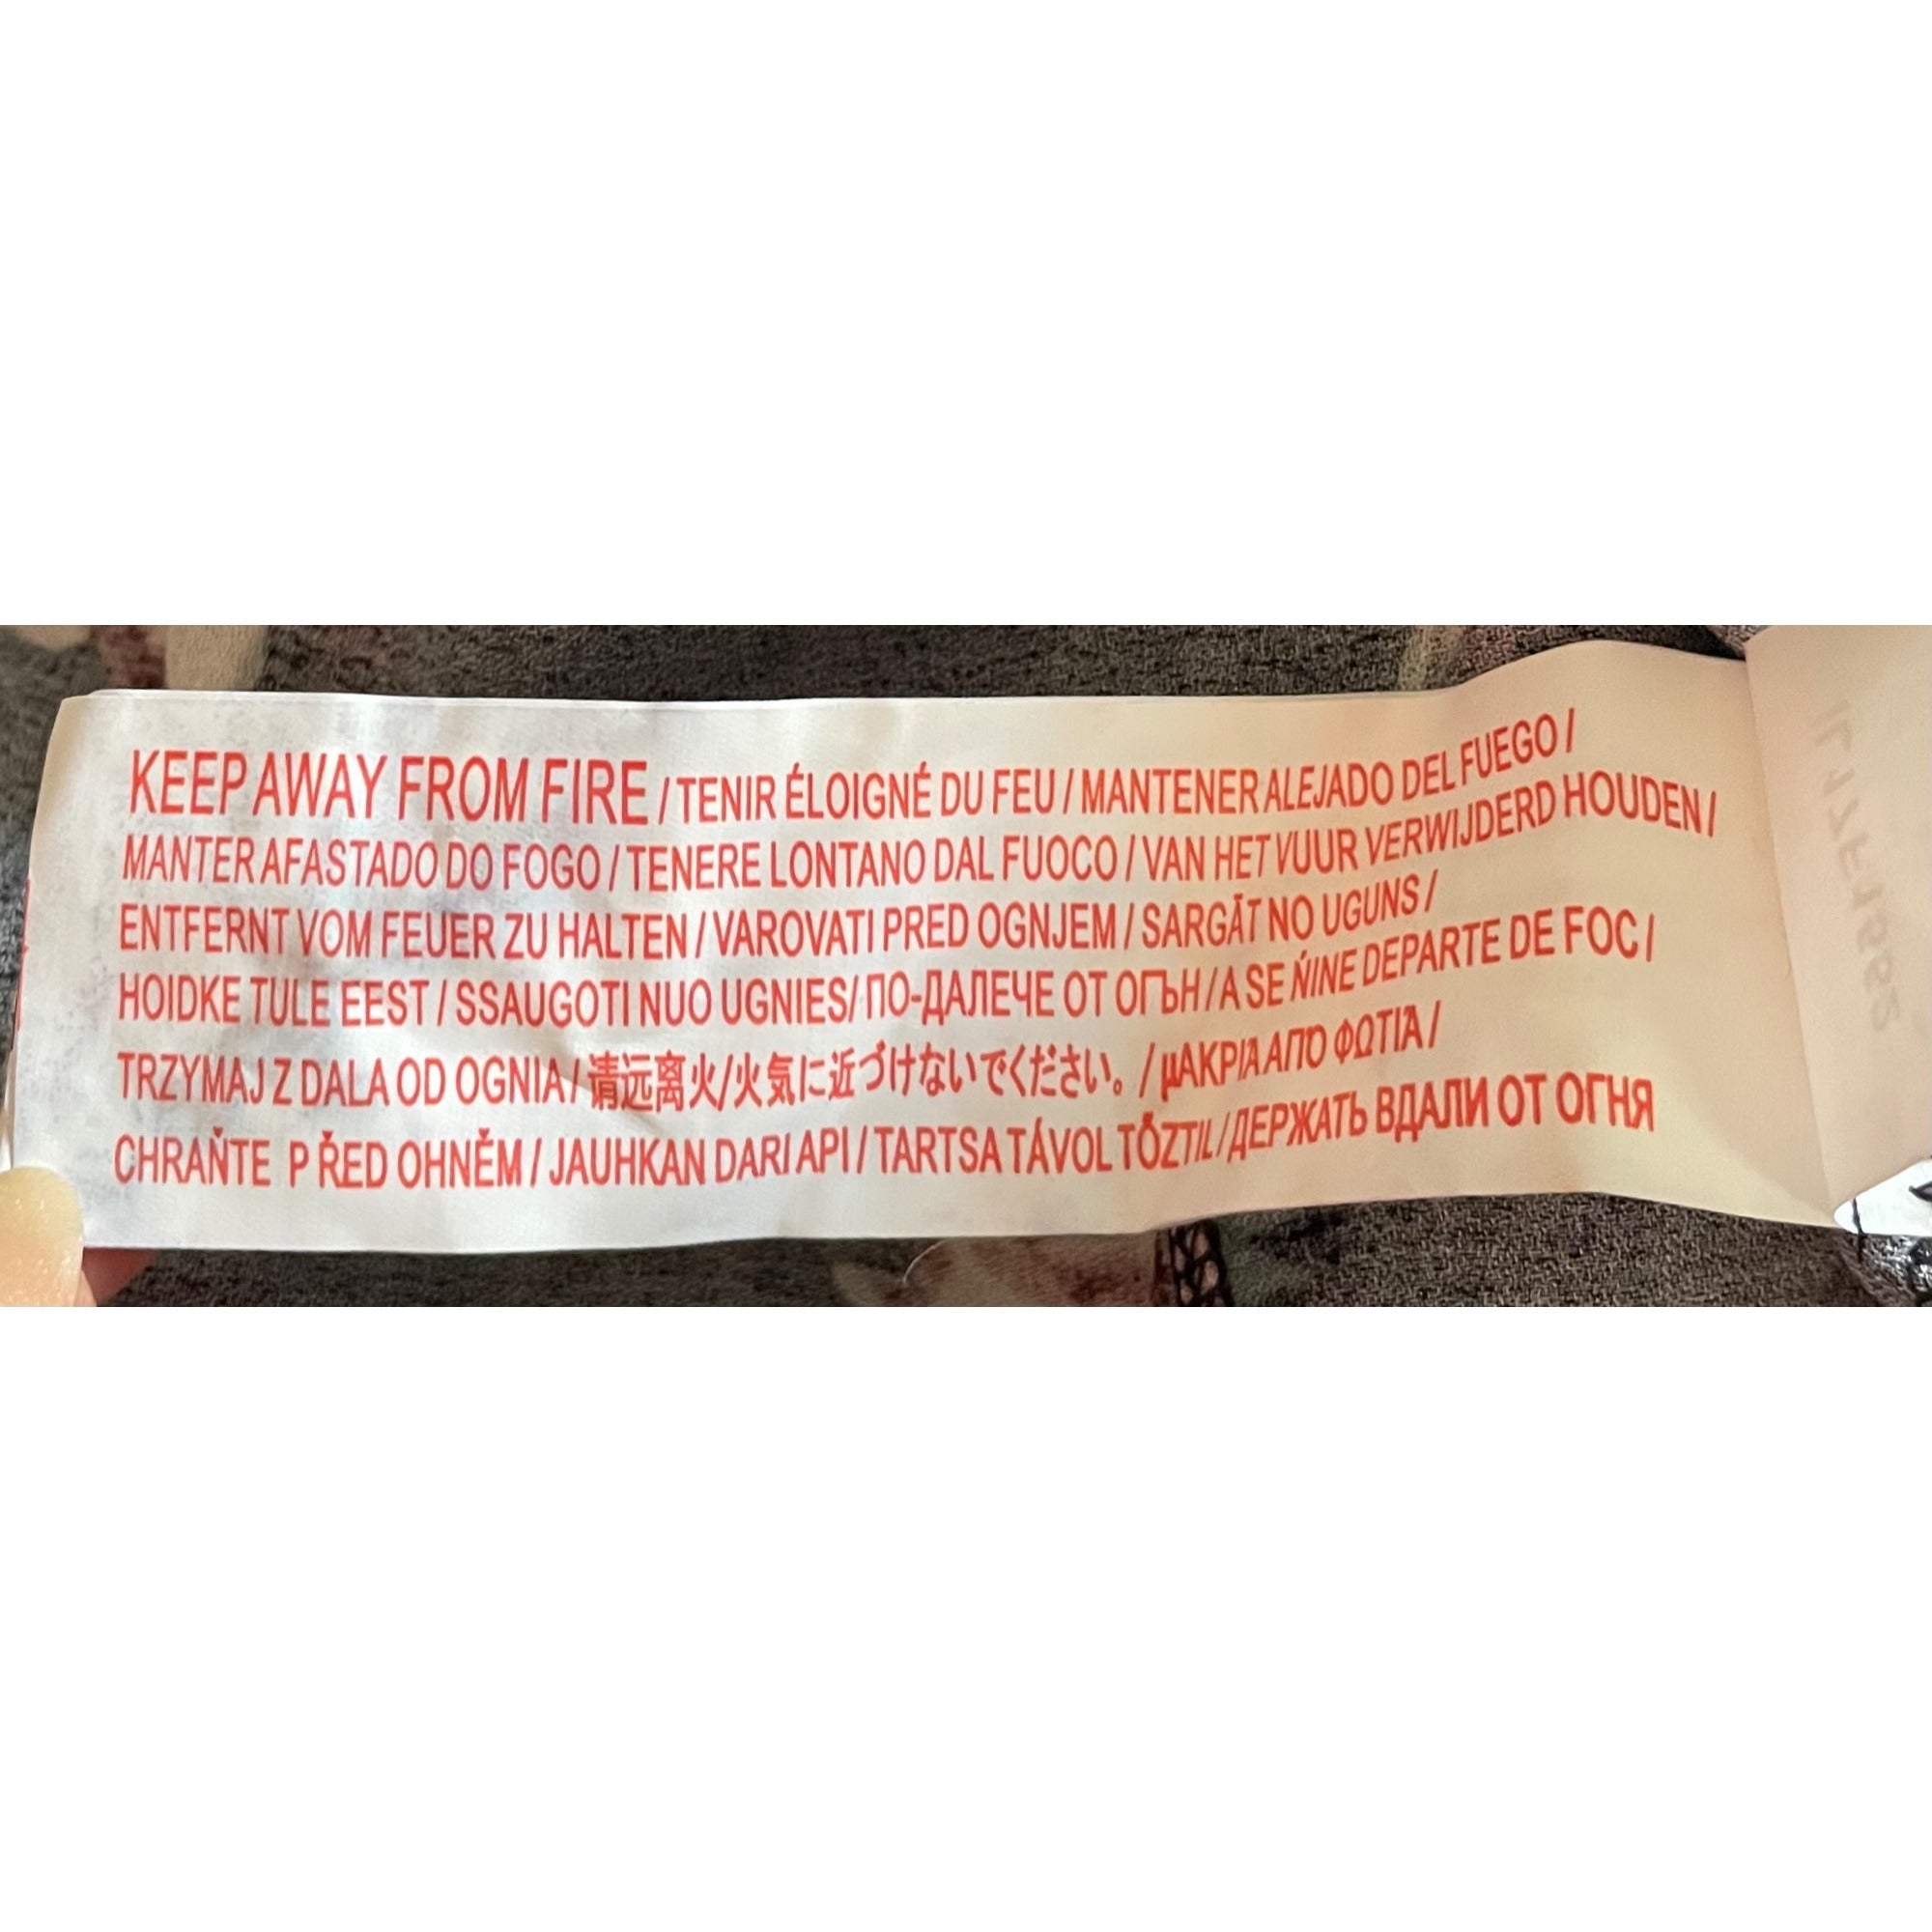 KEEP AWAY FROM FIRE / TENIR ÉLOIGNÉ DU FEU / MANTENER ALEJADO DEL FUEGO /
MANTER AFASTADO DO FOGO / TENERE LONTANO DAL FUOCO / VAN HET VUUR VERWIJDERD HOUDEN /
ENTFERNT VOM FEUER ZU HALTEN / VAROVATI PRED OGNJEM / SARGĀT NO UGUNS /
HOIDKE TULE EEST / SSAUGOTI NUO UGNIES/ ПО-ДАЛЕЧЕ ОТ ОГЪН / A SE ŃINE DEPARTE DE FOC /
TRZYMAJ Z DALA OD OGNIA / 请远离火/火気に近づけないでください。/ μΑΚΡΙΆ ΑΠΌ ΦΩΤΙΆ /
CHRAŇTE P ŘED OHNĚM / JAUHKAN DARI API / TARTSA TÁVOL TŐZTIL / ДЕРЖАТЬ ВДАЛИ ОТ ОГНЯ